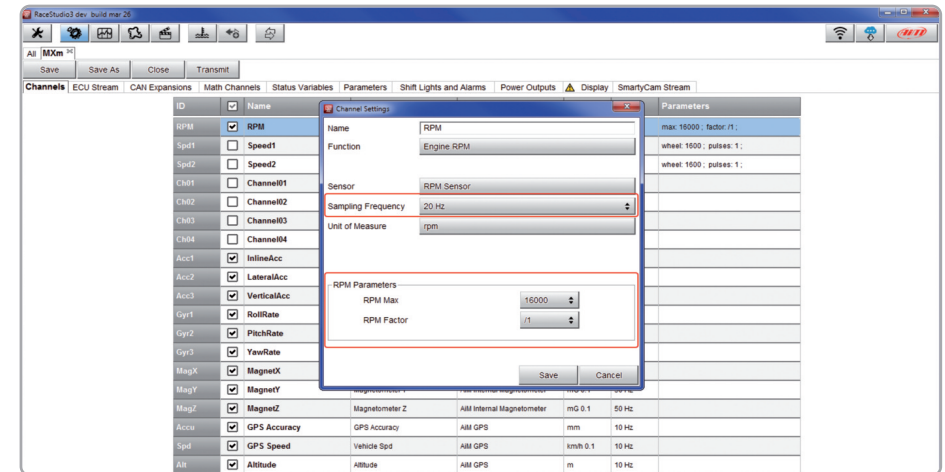 RaceStudio3 dev build mar 26
AiM
All MXm
Save Save As Close Transmit
Channels ECU Stream CAN Expansions Math Channels Status Variables Parameters Shift Lights and Alarms Power Outputs Display SmartyCam Stream
ID Name Parameters
Channel Settings
RPM RPM max: 16000 ; factor: /1 ;
Name RPM
Spd1 Speed1 wheel: 1600 ; pulses: 1 ;
Function Engine RPM
Spd2 Speed2 wheel: 1600 ; pulses: 1 ;
Ch01 Channel01
Sensor RPM Sensor
Ch02 Channel02
Sampling Frequency 20 Hz
Ch03 Channel03
Unit of Measure rpm
Ch04 Channel04
Acc1 InlineAcc
Acc2 LateralAcc
RPM Parameters
Acc3 VerticalAcc
RPM Max 16000
Gyr1 RollRate
RPM Factor /1
Gyr2 PitchRate
Gyr3 YawRate
MagX MagnetX
Save Cancel
MagY MagnetY
MagZ MagnetZ Magnetometer Z AiM Internal Magnetometer mG 0.1 50 Hz
Accu GPS Accuracy GPS Accuracy AiM GPS mm 10 Hz
Spd GPS Speed Vehicle Spd AiM GPS km/h 0.1 10 Hz
Alt Altitude Altitude AiM GPS m 10 Hz